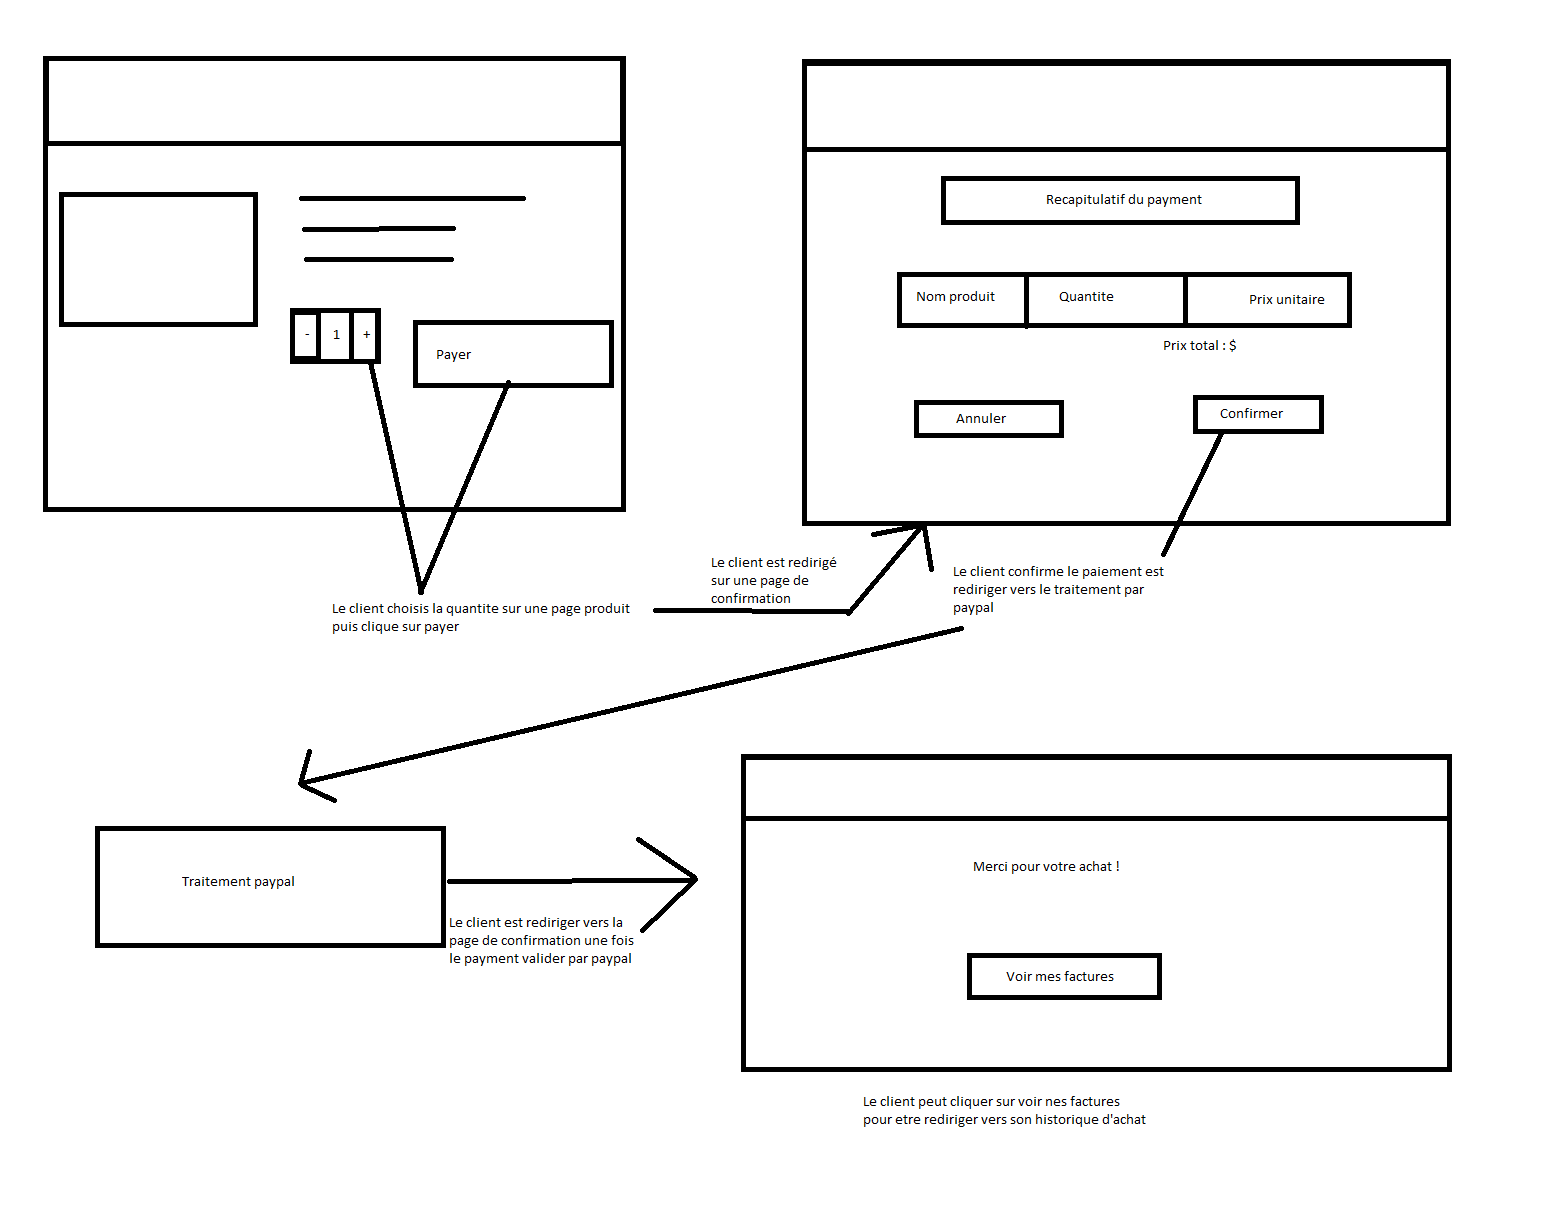 - 1 +
Payer
Le client choisis la quantite sur une page produit
puis clique sur payer
Le client est redirigé
sur une page de
confirmation
Recapitulatif du payment
Nom produit Quantite Prix unitaire
Prix total : $
Annuler Confirmer
Le client confirme le paiement est
rediriger vers le traitement par
paypal
Traitement paypal
Le client est rediriger vers la
page de confirmation une fois
le payment valider par paypal
Merci pour votre achat !
Voir mes factures
Le client peut cliquer sur voir nes factures
pour etre rediriger vers son historique d'achat